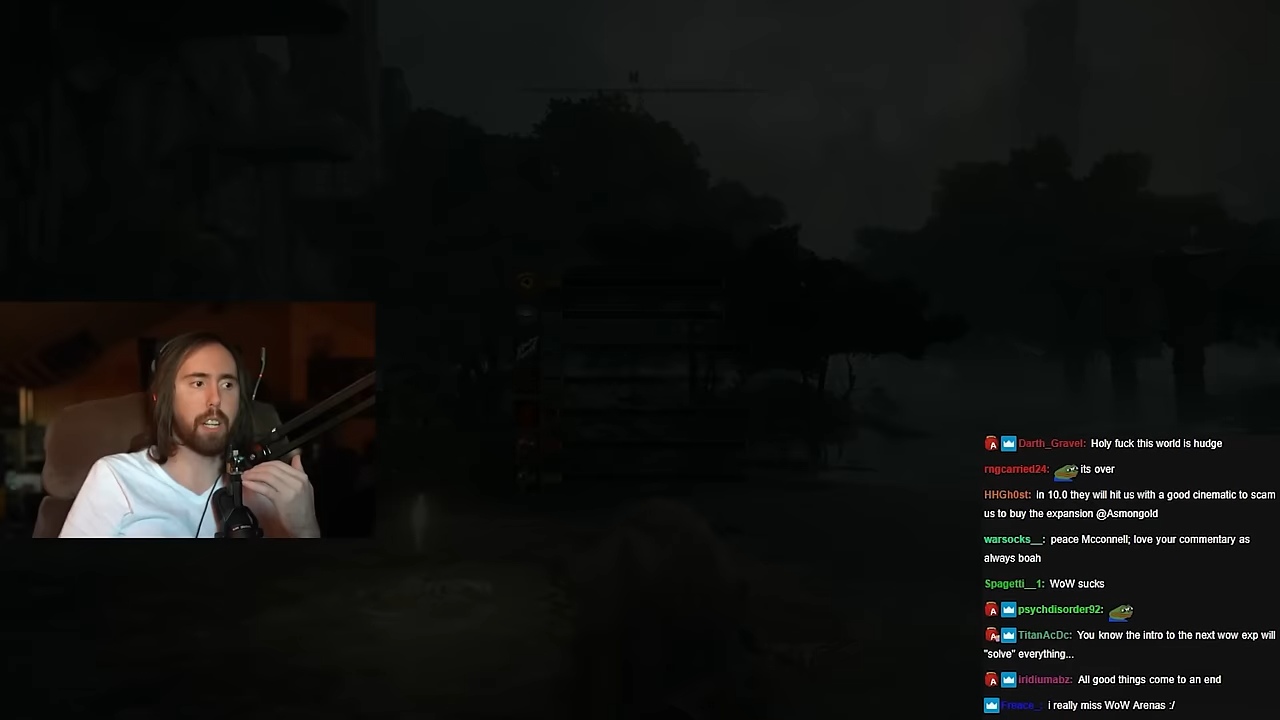 Darth_Gravel: Holy fuck this world is hudge
rngcarried24: its over
HHGh0st: in 10.0 they will hit us with a good cinematic to scam
us to buy the expansion @Asmongold
warsocks__: peace Mcconnell; love your commentary as
always boah
Spagetti__1: WoW sucks
psychdisorder92:
TitanAcDc: You know the intro to the next wow exp will
"solve" everything...
iridiumabz: All good things come to an end
Freace_: i really miss WoW Arenas :/